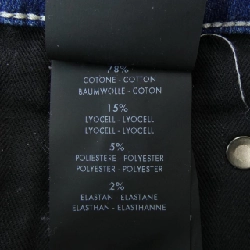 78%
COTONE - COTTON
BAUMWOLLE - COTON
15%
LYOCELL - LYOCELL
LYOCELL - LYOCELL
5%
POLIESTERE - POLYESTER
POLYESTER - POLYESTER
2%
ELASTAN - ELASTANE
ELASTHAN - ELASTHANNE